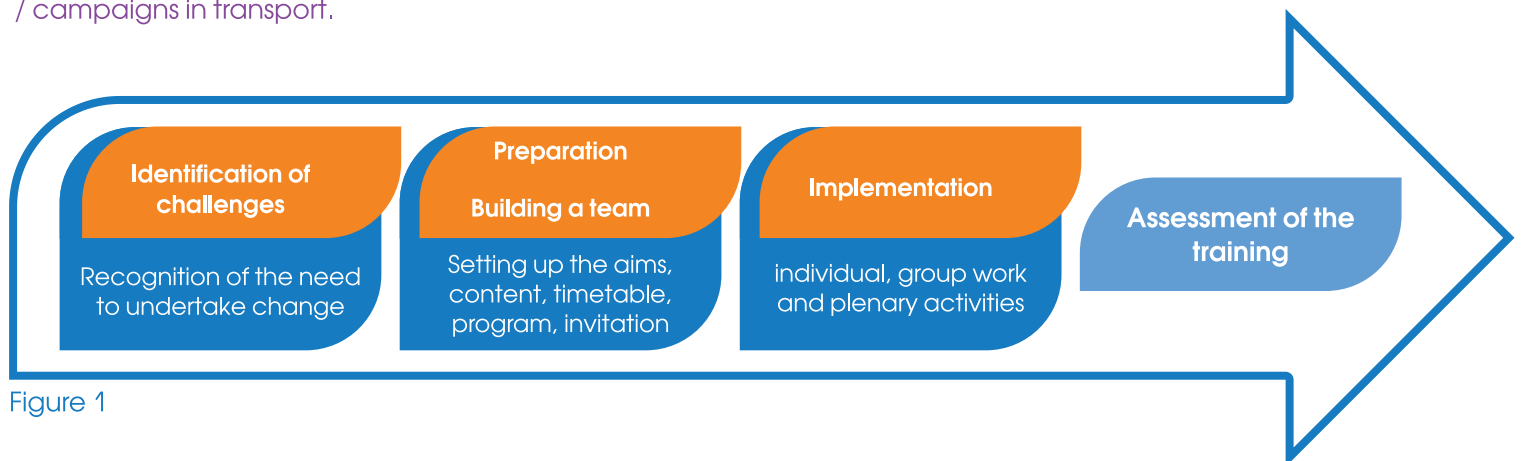 / campaigns in transport.
Identification of
challenges
Recognition of the need
to undertake change
Preparation
Building a team
Setting up the aims,
content, timetable,
program, invitation
Implementation
individual, group work
and plenary activities
Assessment of the
training
Figure 1